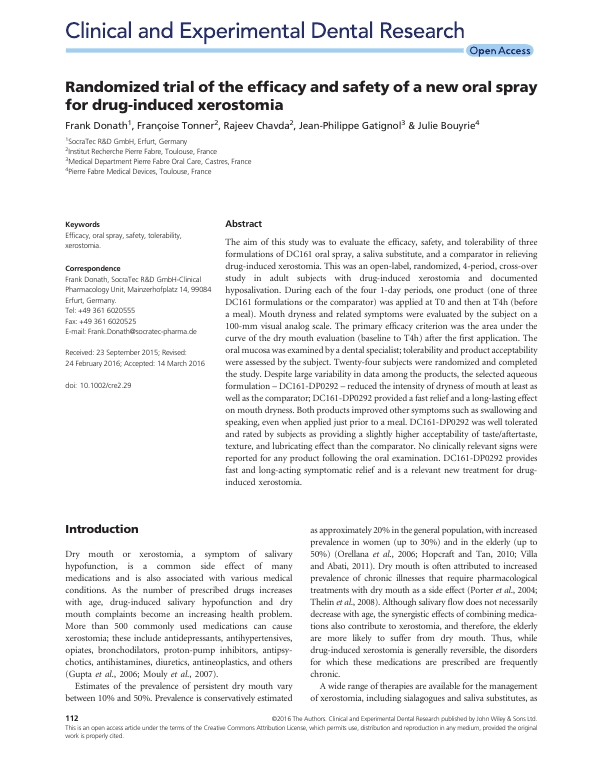 Clinical and Experimental Dental Research
Open Access
Randomized trial of the efficacy and safety of a new oral spray
for drug-induced xerostomia
Frank Donath1, Françoise Tonner2, Rajeev Chavda2, Jean-Philippe Gatignol3 & Julie Bouyrie4
1SocraTec R&D GmbH, Erfurt, Germany
2Institut Recherche Pierre Fabre, Toulouse, France
3Medical Department Pierre Fabre Oral Care, Castres, France
4Pierre Fabre Medical Devices, Toulouse, France
Keywords
Efficacy, oral spray, safety, tolerability,
xerostomia.
Correspondence
Frank Donath, SocraTec R&D GmbH-Clinical
Pharmacology Unit, Mainzerhofplatz 14, 99084
Erfurt, Germany.
Tel: +49 361 6020555
Fax: +49 361 6020525
E-mail: Frank.Donath@socratec-pharma.de
Received: 23 September 2015; Revised:
24 February 2016; Accepted: 14 March 2016
doi: 10.1002/cre2.29
Abstract
The aim of this study was to evaluate the efficacy, safety, and tolerability of three
formulations of DC161 oral spray, a saliva substitute, and a comparator in relieving
drug-induced xerostomia. This was an open-label, randomized, 4-period, cross-over
study in adult subjects with drug-induced xerostomia and documented
hyposalivation. During each of the four 1-day periods, one product (one of three
DC161 formulations or the comparator) was applied at T0 and then at T4h (before
a meal). Mouth dryness and related symptoms were evaluated by the subject on a
100-mm visual analog scale. The primary efficacy criterion was the area under the
curve of the dry mouth evaluation (baseline to T4h) after the first application. The
oral mucosa was examined by a dental specialist; tolerability and product acceptability
were assessed by the subject. Twenty-four subjects were randomized and completed
the study. Despite large variability in data among the products, the selected aqueous
formulation – DC161-DP0292 – reduced the intensity of dryness of mouth at least as
well as the comparator; DC161-DP0292 provided a fast relief and a long-lasting effect
on mouth dryness. Both products improved other symptoms such as swallowing and
speaking, even when applied just prior to a meal. DC161-DP0292 was well tolerated
and rated by subjects as providing a slightly higher acceptability of taste/aftertaste,
texture, and lubricating effect than the comparator. No clinically relevant signs were
reported for any product following the oral examination. DC161-DP0292 provides
fast and long-acting symptomatic relief and is a relevant new treatment for drug-
induced xerostomia.
Introduction
Dry mouth or xerostomia, a symptom of salivary
hypofunction, is a common side effect of many
medications and is also associated with various medical
conditions. As the number of prescribed drugs increases
with age, drug-induced salivary hypofunction and dry
mouth complaints become an increasing health problem.
More than 500 commonly used medications can cause
xerostomia; these include antidepressants, antihypertensives,
opiates, bronchodilators, proton-pump inhibitors, antipsy-
chotics, antihistamines, diuretics, antineoplastics, and others
(Gupta et al., 2006; Mouly et al., 2007).
Estimates of the prevalence of persistent dry mouth vary
between 10% and 50%. Prevalence is conservatively estimated
as approximately 20% in the general population, with increased
prevalence in women (up to 30%) and in the elderly (up to
50%) (Orellana et al., 2006; Hopcraft and Tan, 2010; Villa
and Abati, 2011). Dry mouth is often attributed to increased
prevalence of chronic illnesses that require pharmacological
treatments with dry mouth as a side effect (Porter et al., 2004;
Thelin et al., 2008). Although salivary flow does not necessarily
decrease with age, the synergistic effects of combining medica-
tions also contribute to xerostomia, and therefore, the elderly
are more likely to suffer from dry mouth. Thus, while
drug-induced xerostomia is generally reversible, the disorders
for which these medications are prescribed are frequently
chronic.
A wide range of therapies are available for the management
of xerostomia, including sialagogues and saliva substitutes, as
112
©2016 The Authors. Clinical and Experimental Dental Research published by John Wiley & Sons Ltd.
This is an open access article under the terms of the Creative Commons Attribution License, which permits use, distribution and reproduction in any medium, provided the original
work is properly cited.